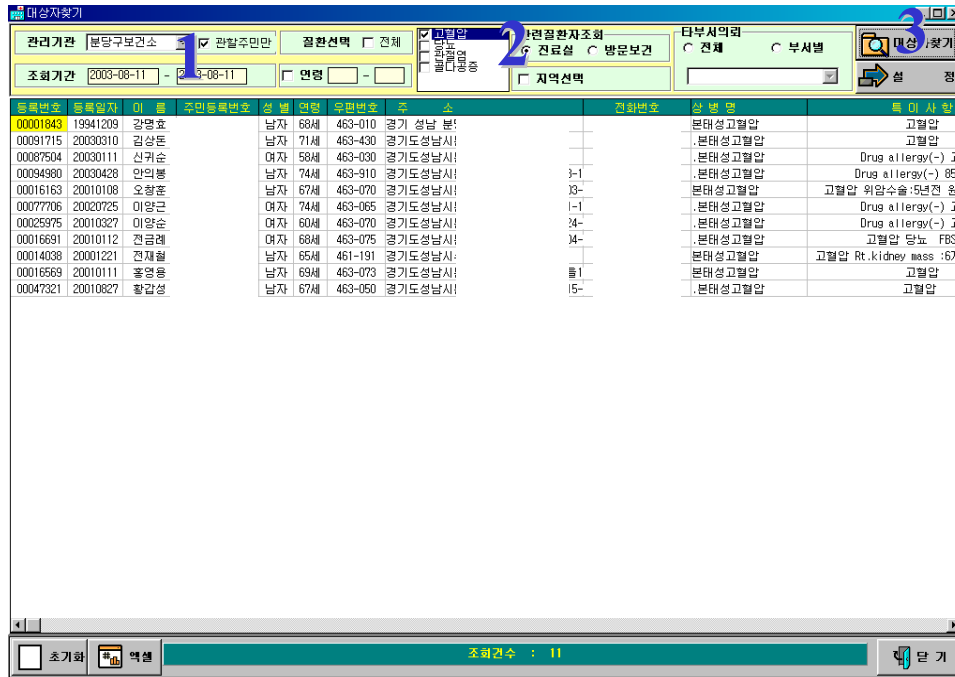 대상자찾기
관리기관 분당구보건소 관할주민만 질환선택 전체 고혈압 당뇨 관절염 골다공증 관련질환자조회 진료실 방문보건 타부서의뢰 전체 부서별 대상자찾기
조회기간 2003-08-11 - 2003-08-11 연령 - 지역선택 설 정
1 2 3
등록번호 등록일자 이 름 주민등록번호 성 별 연령 우편번호 주 소 전화번호 상 병 명 특 이 사 항
00001843 19941209 강명효 남자 68세 463-010 경기 성남 분 본태성고혈압 고혈압
00091715 20030310 김상돈 남자 71세 463-430 경기도성남시 .본태성고혈압 고혈압
00087504 20030111 신귀순 여자 58세 463-030 경기도성남시 .본태성고혈압 Drug allergy(-)
00094980 20030428 안의봉 남자 74세 463-910 경기도성남시 3-1 .본태성고혈압 Drug allergy(-) 85
00016163 20010108 오창훈 남자 67세 463-070 경기도성남시 03- 본태성고혈압 고혈압 위암수술:5년전
00077706 20020725 이양근 여자 74세 463-065 경기도성남시 1-1 .본태성고혈압 Drug allergy(-)
00025975 20010327 이양순 여자 60세 463-070 경기도성남시 24- .본태성고혈압 Drug allergy(-)
00016691 20010112 전금례 여자 68세 463-075 경기도성남시 04- .본태성고혈압 고혈압 당뇨 FBS
00014038 20001221 전재철 남자 65세 461-191 경기도성남시 본태성고혈압 고혈압 Rt.kidney mass :6
00016569 20010111 홍영용 남자 69세 463-073 경기도성남시 1 본태성고혈압 고혈압
00047321 20010827 황갑성 남자 67세 463-050 경기도성남시 15- .본태성고혈압 고혈압
초기화 엑셀 조회건수 : 11 닫 기